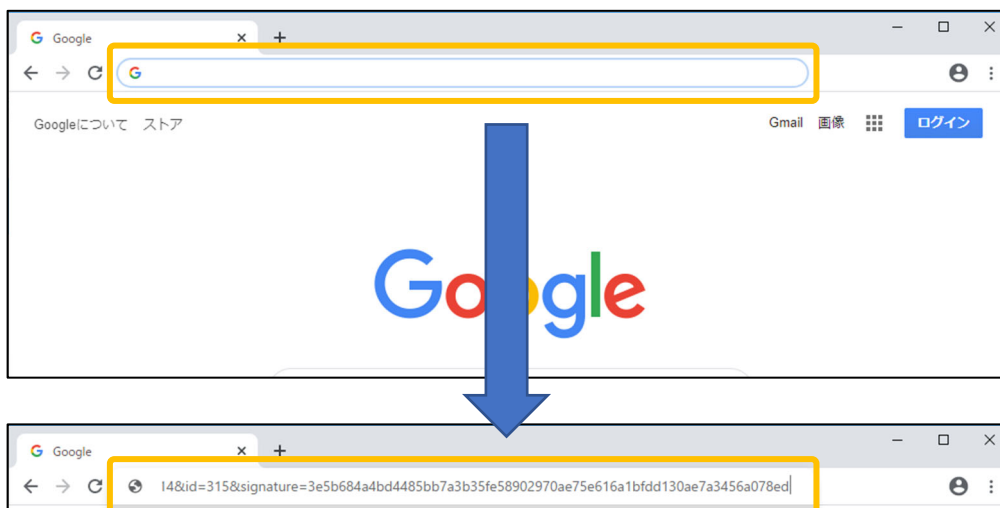 Google
Googleについて ストア
Gmail 画像
ログイン
Google
Google
14&id=315&signature=3e5b684a4bd4485bb7a3b35fe58902970ae75e616a1bfdd130ae7a3456a078ed